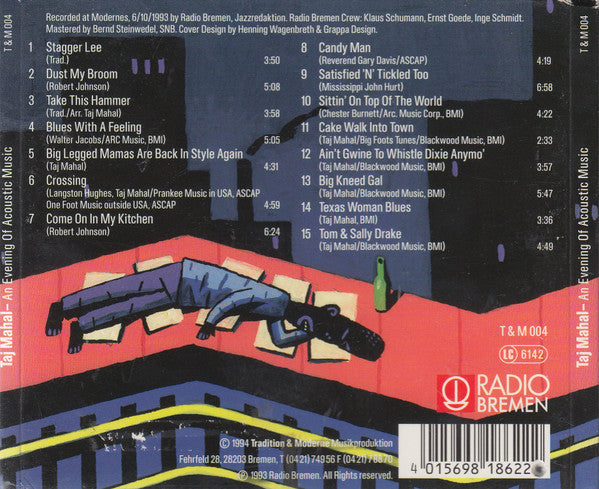 Recorded at Modernes, 6/10/1993 by Radio Bremen, Jazzredaktion. Radio Bremen Crew: Klaus Schumann, Ernst Goede, Inge Schmidt.
Mastered by Bernd Steinwedel, SNB. Cover Design by Henning Wagenbreth & Grappa Design.
1 Stagger Lee
(Trad.) 3:50
2 Dust My Broom
(Robert Johnson) 5:08
3 Take This Hammer
(Trad./Arr. Taj Mahal) 3:58
4 Blues With A Feeling
(Walter Jacobs/ARC Music, BMI) 5:05
5 Big Legged Mamas Are Back In Style Again
(Taj Mahal)
6 Crossing
(Langston Hughes, Taj Mahal/Prankee Music in USA, ASCAP
One Foot Music outside USA, ASCAP) 4:59
7 Come On In My Kitchen
(Robert Johnson) 6:24
8 Candy Man
(Reverend Gary Davis/ASCAP) 4:19
9 Satisfied 'N' Tickled Too
(Mississippi John Hurt) 6:58
10 Sittin' On Top Of The World
(Chester Burnett/Arc. Music Corp., BMI)
11 Cake Walk Into Town
(Taj Mahal/Big Foots Tunes/Blackwood Music, BMI)
12 Ain't Gwine To Whistle Dixie Anymo'
(Taj Mahal/Blackwood Music, BMI)
13 Big Kneed Gal
(Taj Mahal/Blackwood Music, BMI) 5:47
14 Texas Woman Blues
(Taj Mahal, BMI) 3:36
15 Tom & Sally Drake
(Taj Mahal/Blackwood Music, BMI) 4:49
T & M 004
LC 6142
RADIO
BREMEN
© 1994 Tradition & Moderne Musikproduktion
Fehrfeld 28, 28203 Bremen, T (0421) 74956 F (0421) 78870
℗ 1993 Radio Bremen. All Rights reserved.
4 015698 18622
Taj Mahal – An Evening Of Acoustic Music T & M 004
Taj Mahal – An Evening Of Acoustic Music T & M 004